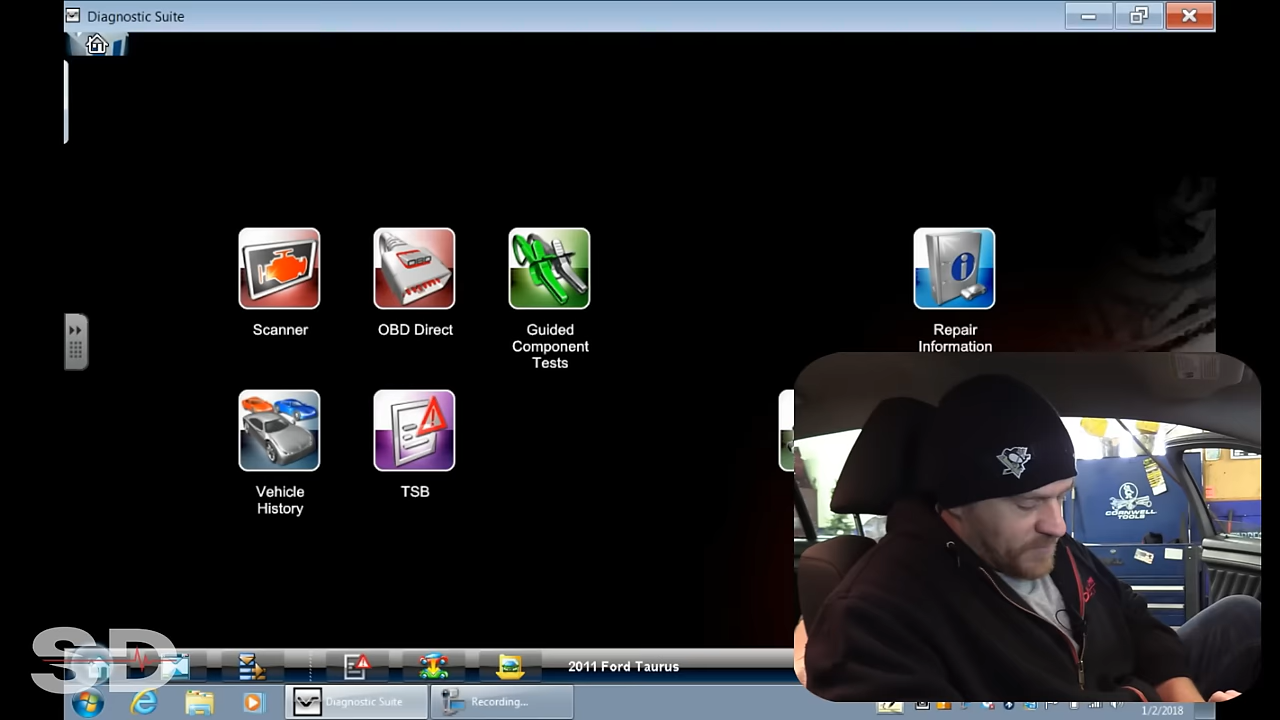 Diagnostic Suite
Scanner
OBD Direct
Guided
Component
Tests
Repair
Information
Vehicle
History
TSB
CORNWELL
TOOLS
SD
2011 Ford Taurus
Diagnostic Suite
Recording...
1/2/2018